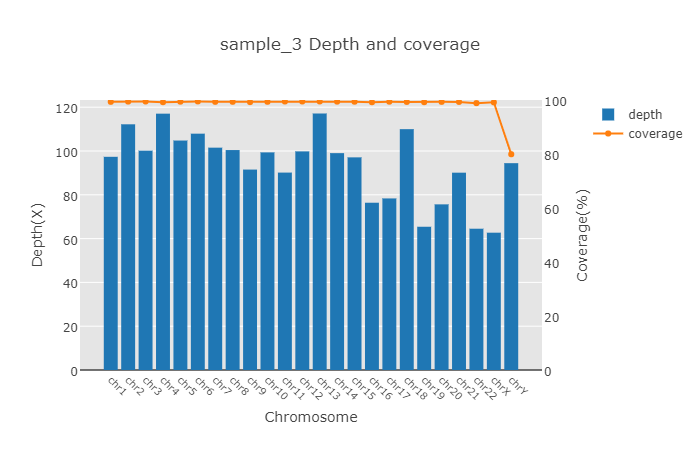 sample_3 Depth and coverage
120
100
80
60
40
20
0
Depth(X)
100
80
60
40
20
0
Coverage(%)
depth
coverage
chr1
chr2
chr3
chr4
chr5
chr6
chr7
chr8
chr9
chr10
chr11
chr12
chr13
chr14
chr15
chr16
chr17
chr18
chr19
chr20
chr21
chr22
chrX
chrY
Chromosome